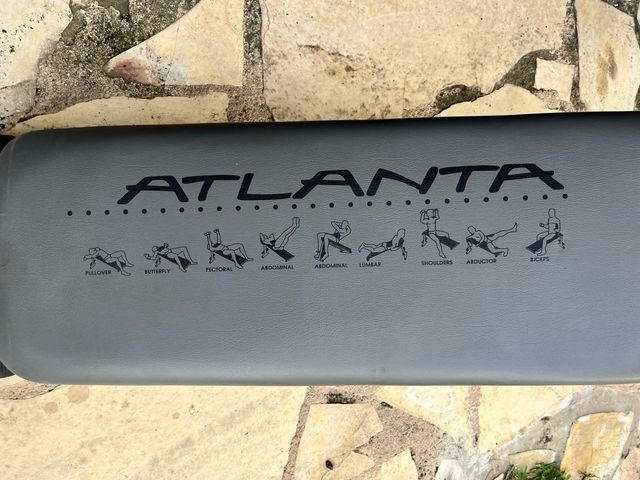 ATLANTA
PULLOVER BUTTERFLY PECTORAL ABDOMINAL ABDOMINAL LUMBAR SHOULDERS ABDUCTOR BICEPS